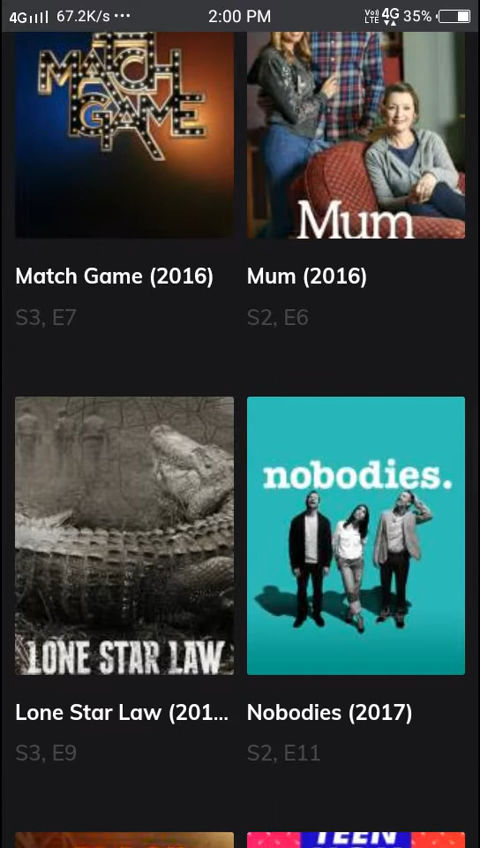 4G 67.2K/s ••• 2:00 PM VoI LTE 4G 35%
MATCH
GAME
Mum
Match Game (2016)
Mum (2016)
S3, E7
S2, E6
nobodies.
LONE STAR LAW
Lone Star Law (201...
Nobodies (2017)
S3, E9
S2, E11
TEEN